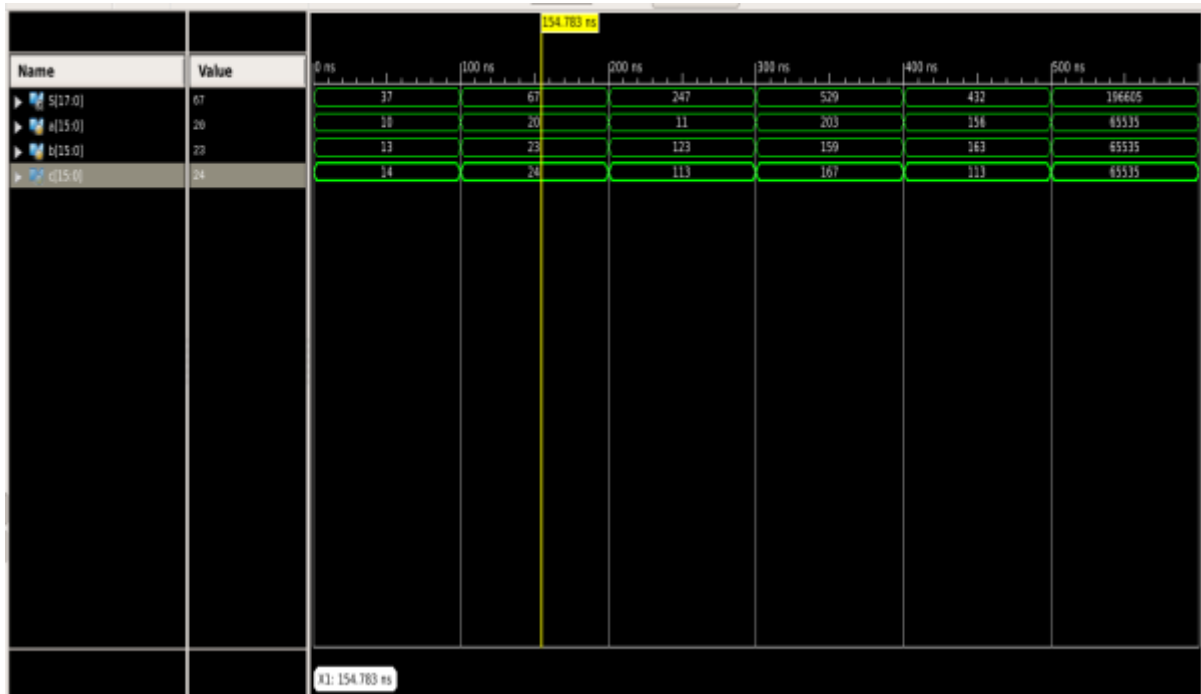 154.783 ns
Name Value 0 ns 100 ns 200 ns 300 ns 400 ns 500 ns
S[17:0] 67 37 67 247 529 432 196605
a[15:0] 20 10 20 11 203 156 65535
b[15:0] 23 13 23 123 159 163 65535
c[15:0] 24 14 24 113 167 113 65535
X1: 154.783 ns